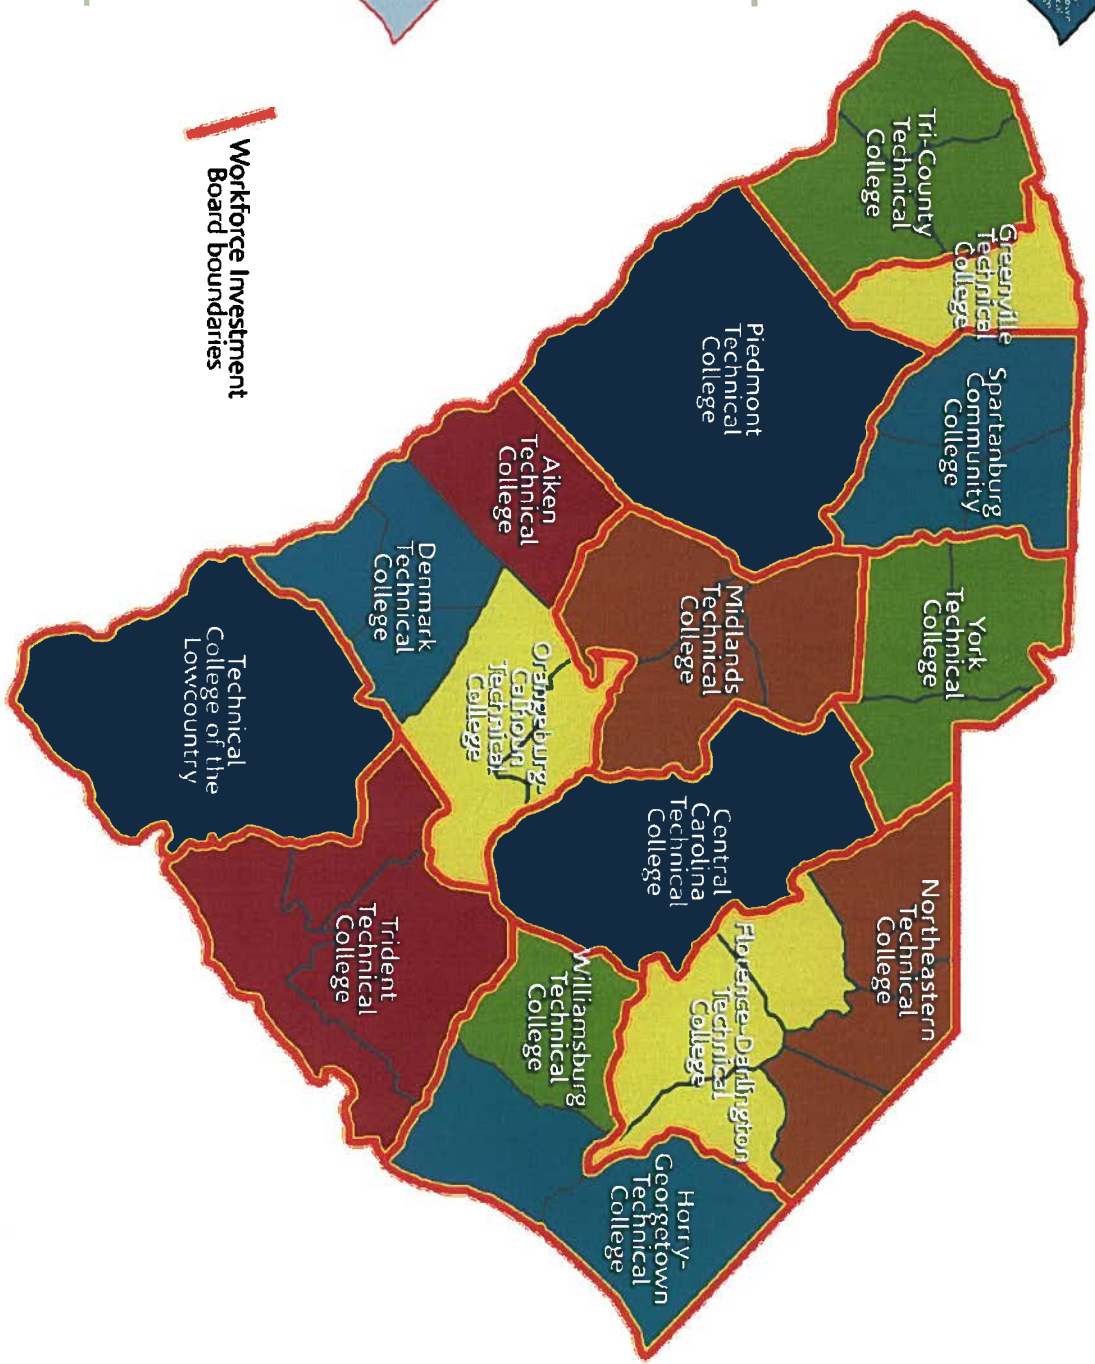 Tri-County
Technical
College
Greenville
Technical
College
Spartanburg
Community
College
York
Technical
College
Piedmont
Technical
College
Midlands
Technical
College
Northeastern
Technical
College
Aiken
Technical
College
Central
Carolina
Technical
College
Florence-Darlington
Technical
College
Orangeburg-
Calhoun
Technical
College
Denmark
Technical
College
Williamsburg
Technical
College
Horry-
Georgetown
Technical
College
Trident
Technical
College
Technical
College of the
Lowcountry
Workforce Investment
Board boundaries